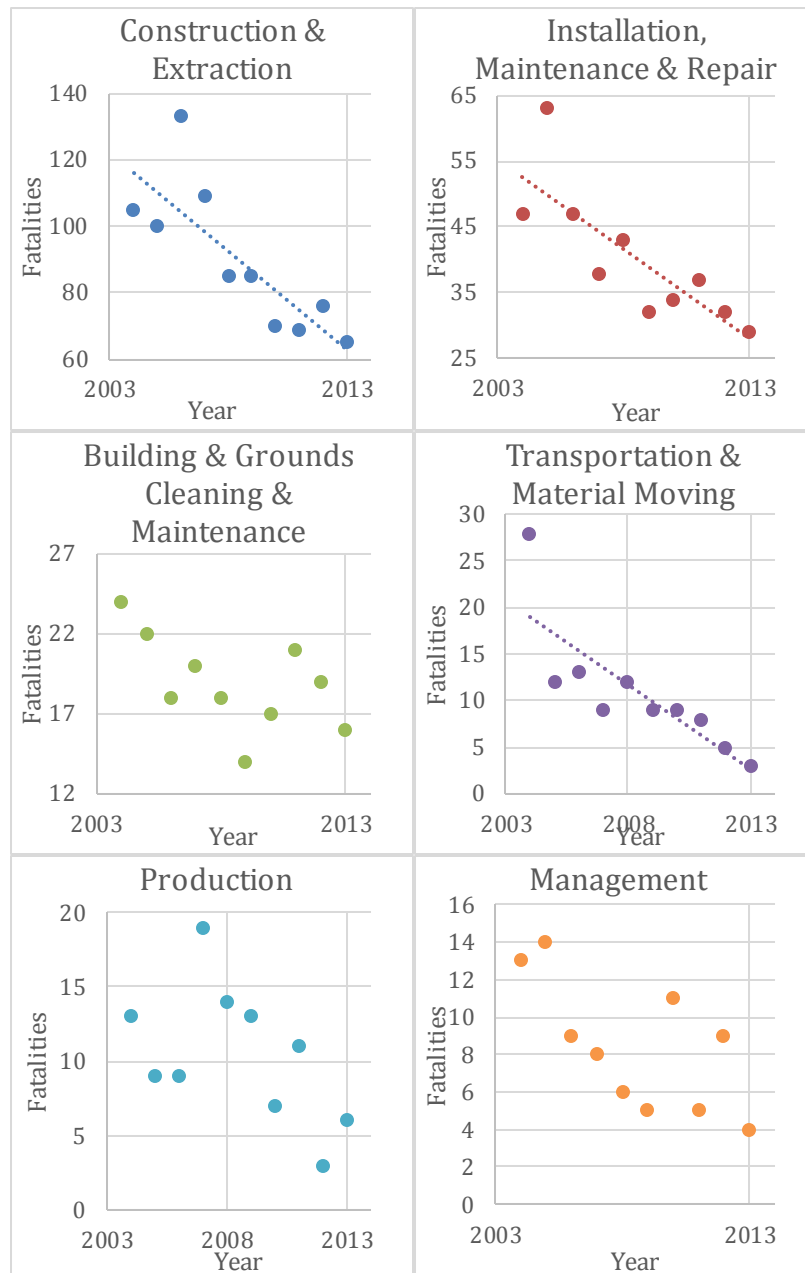 Construction &
Extraction
140
120
100
80
60
Fatalities
2003
2013
Year
Installation,
Maintenance & Repair
65
55
45
35
25
Fatalities
2003
2013
Year
Building & Grounds
Cleaning &
Maintenance
27
22
17
12
Fatalities
2003
2013
Year
Transportation &
Material Moving
30
25
20
15
10
5
0
Fatalities
2003
2008
2013
Year
Production
20
15
10
5
0
Fatalities
2003
2008
2013
Year
Management
16
14
12
10
8
6
4
2
0
Fatalities
2003
2013
Year